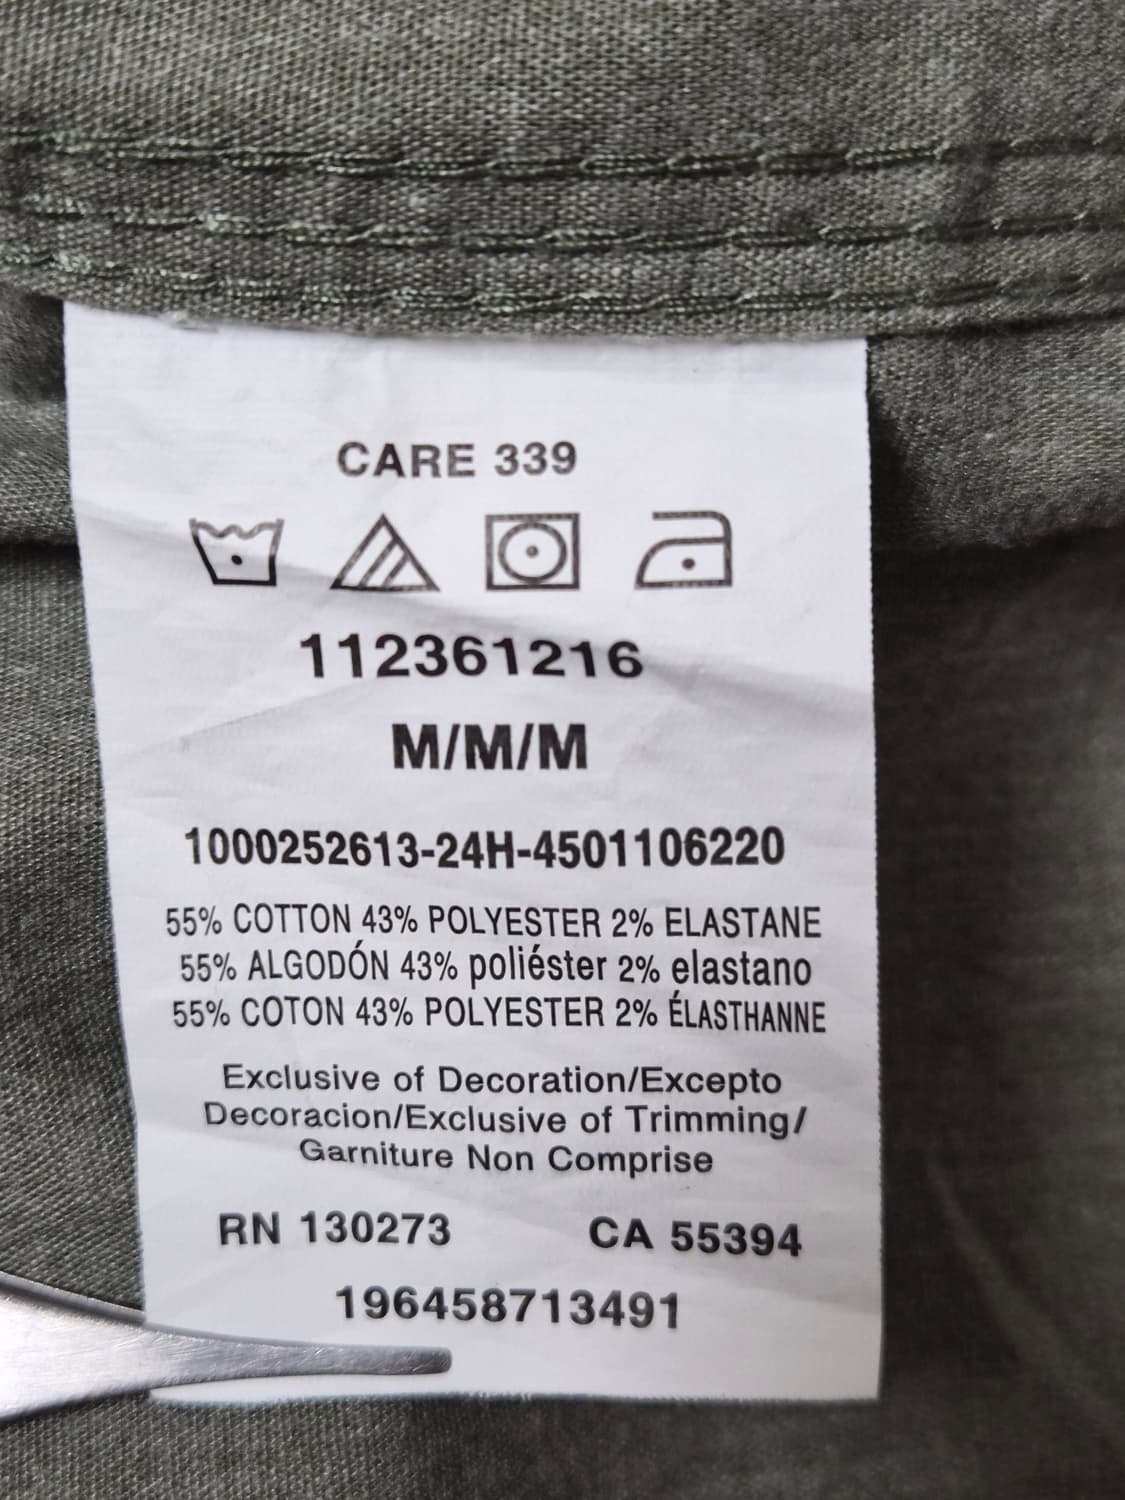 CARE 339
112361216
M/M/M
1000252613-24H-4501106220
55% COTTON 43% POLYESTER 2% ELASTANE
55% ALGODÓN 43% poliéster 2% elastano
55% COTON 43% POLYESTER 2% ÉLASTHANNE
Exclusive of Decoration/Excepto
Decoracion/Exclusive of Trimming/
Garniture Non Comprise
RN 130273 CA 55394
196458713491